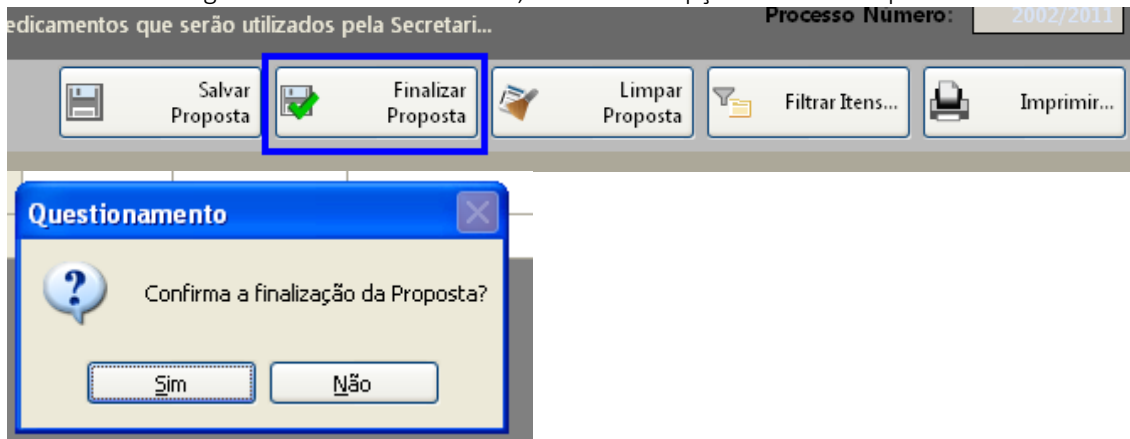 edicamentos que serão utilizados pela Secretari...
Processo Número: 2002/2011
Salvar
Proposta
Finalizar
Proposta
Limpar
Proposta
Filtrar Itens...
Imprimir...
Questionamento
Confirma a finalização da Proposta?
Sim
Não